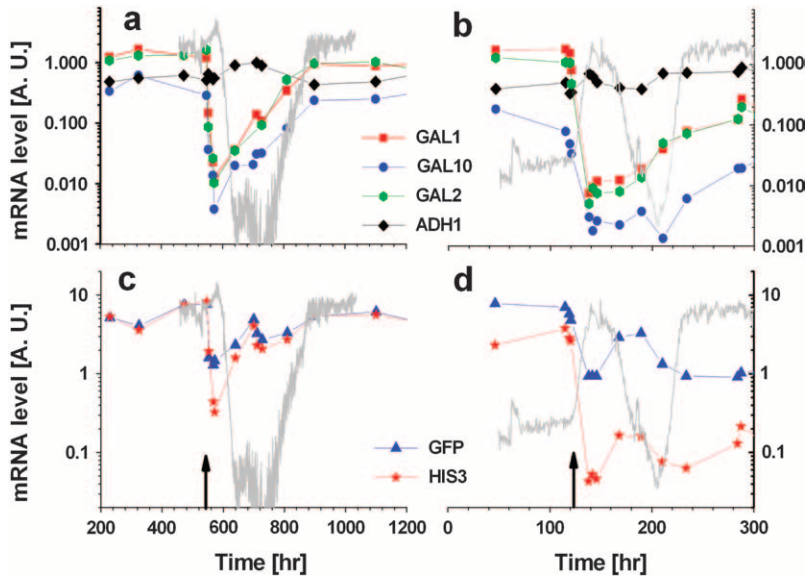 a
b
mRNA level [A. U.]
1.000
0.100
0.010
0.001
GAL1
GAL10
GAL2
ADH1
1.000
0.100
0.010
0.001
c
d
mRNA level [A. U.]
10
1
0.1
GFP
HIS3
10
1
0.1
200 400 600 800 1000 1200
0 100 200 300
Time [hr]
Time [hr]